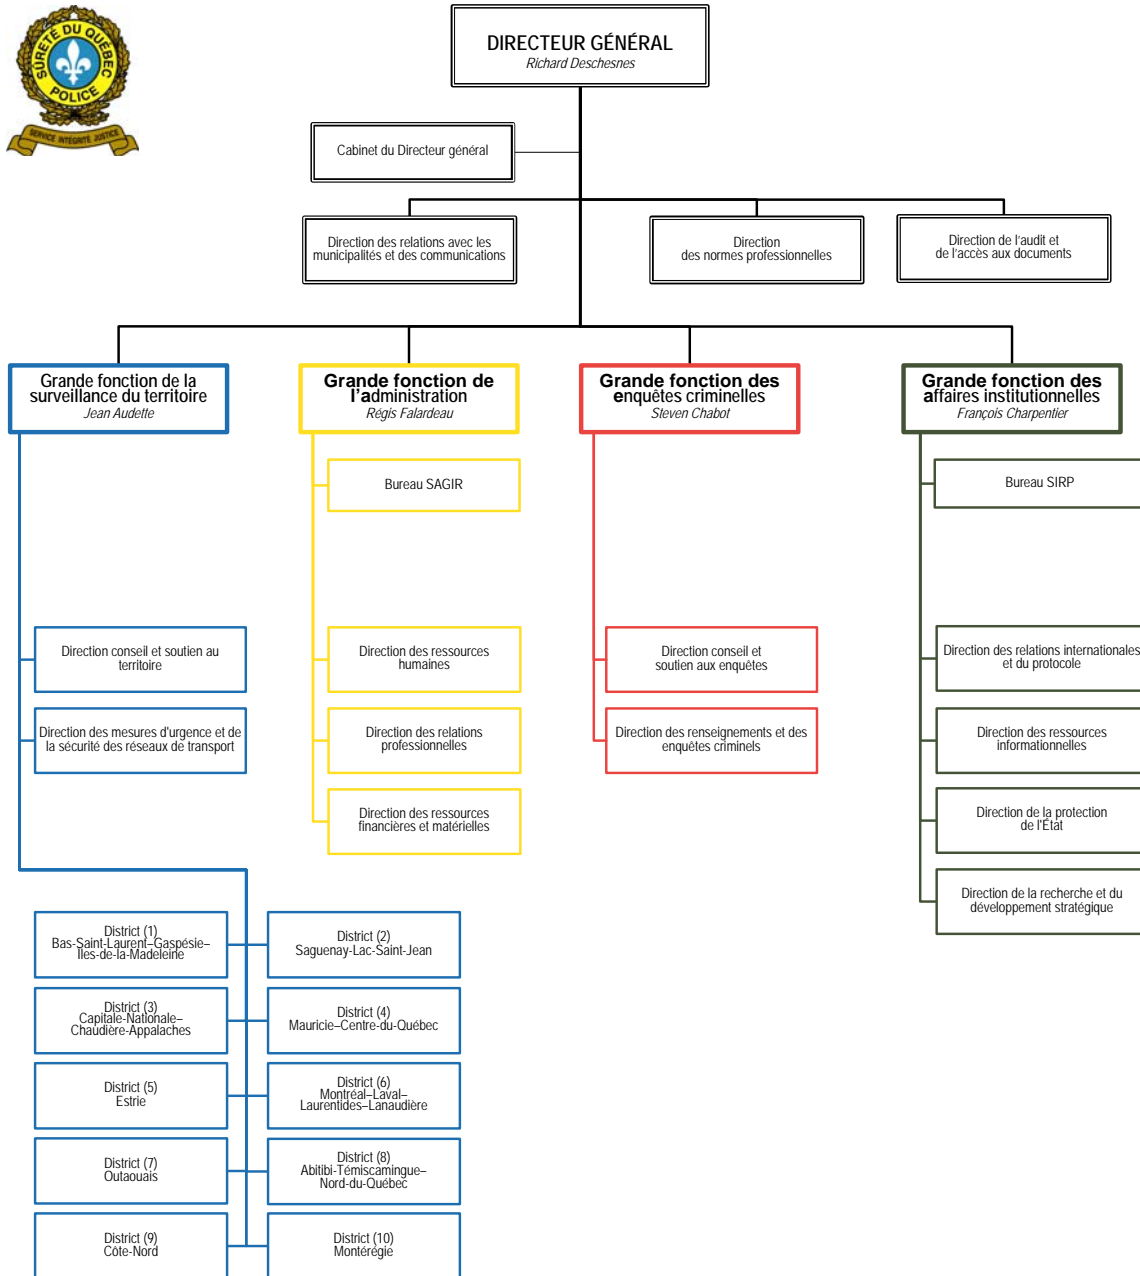 SÛRETÉ DU QUÉBEC
POLICE
SERVICE INTÉGRITÉ JUSTICE
DIRECTEUR GÉNÉRAL
Richard Deschesnes
Cabinet du Directeur général
Direction des relations avec les
municipalités et des communications
Direction
des normes professionnelles
Direction de l'audit et
de l'accès aux documents
Grande fonction de la
surveillance du territoire
Jean Audette
Grande fonction de
l'administration
Régis Falardeau
Grande fonction des
enquêtes criminelles
Steven Chabot
Grande fonction des
affaires institutionnelles
François Charpentier
Bureau SAGIR
Bureau SIRP
Direction conseil et soutien au
territoire
Direction des ressources
humaines
Direction conseil et
soutien aux enquêtes
Direction des relations internationales
et du protocole
Direction des mesures d'urgence et de
la sécurité des réseaux de transport
Direction des relations
professionnelles
Direction des renseignements et des
enquêtes criminels
Direction des ressources
informationnelles
Direction des ressources
financières et matérielles
Direction de la protection
de l'État
Direction de la recherche et du
développement stratégique
District (1)
Bas-Saint-Laurent–Gaspésie–
Iles-de-la-Madeleine
District (2)
Saguenay-Lac-Saint-Jean
District (3)
Capitale-Nationale–
Chaudière-Appalaches
District (4)
Mauricie–Centre-du-Québec
District (5)
Estrie
District (6)
Montréal–Laval–
Laurentides–Lanaudière
District (7)
Outaouais
District (8)
Abitibi-Témiscamingue–
Nord-du-Québec
District (9)
Côte-Nord
District (10)
Montérégie